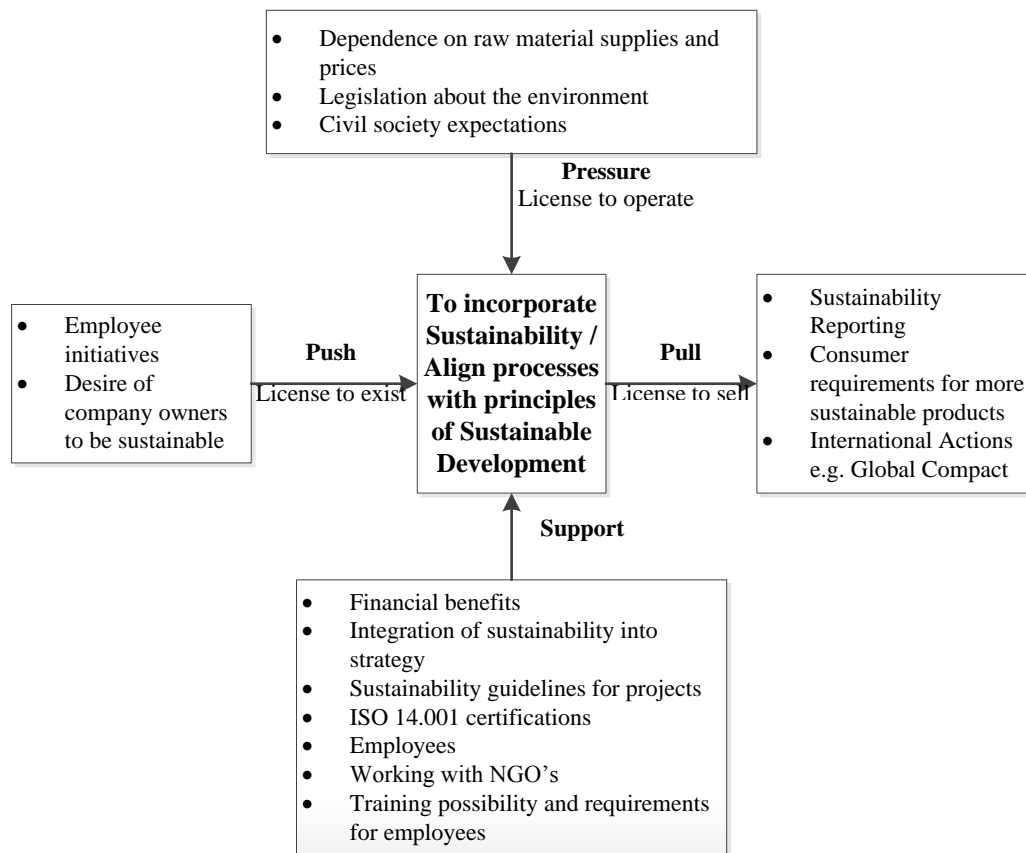 • Dependence on raw material supplies and
prices
• Legislation about the environment
• Civil society expectations
Pressure
License to operate
• Employee
initiatives
• Desire of
company owners
to be sustainable
Push
License to exist
To incorporate
Sustainability /
Align processes
with principles
of Sustainable
Development
Pull
License to sell
• Sustainability
Reporting
• Consumer
requirements for more
sustainable products
• International Actions
e.g. Global Compact
Support
• Financial benefits
• Integration of sustainability into
strategy
• Sustainability guidelines for projects
• ISO 14.001 certifications
• Employees
• Working with NGO’s
• Training possibility and requirements
for employees